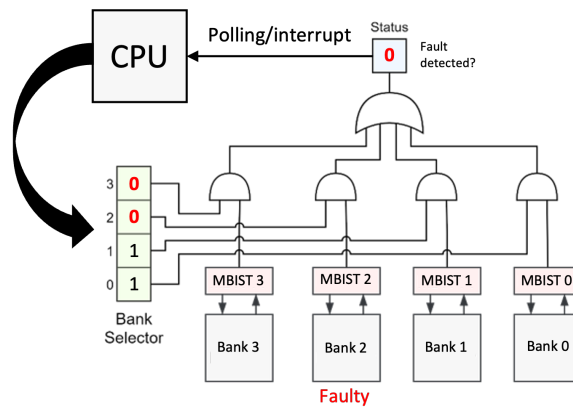 Status
Polling/interrupt
CPU
0
Fault
detected?
3 0
2 0
1 1
0 1
Bank
Selector
MBIST 3 MBIST 2 MBIST 1 MBIST 0
Bank 3 Bank 2 Bank 1 Bank 0
Faulty